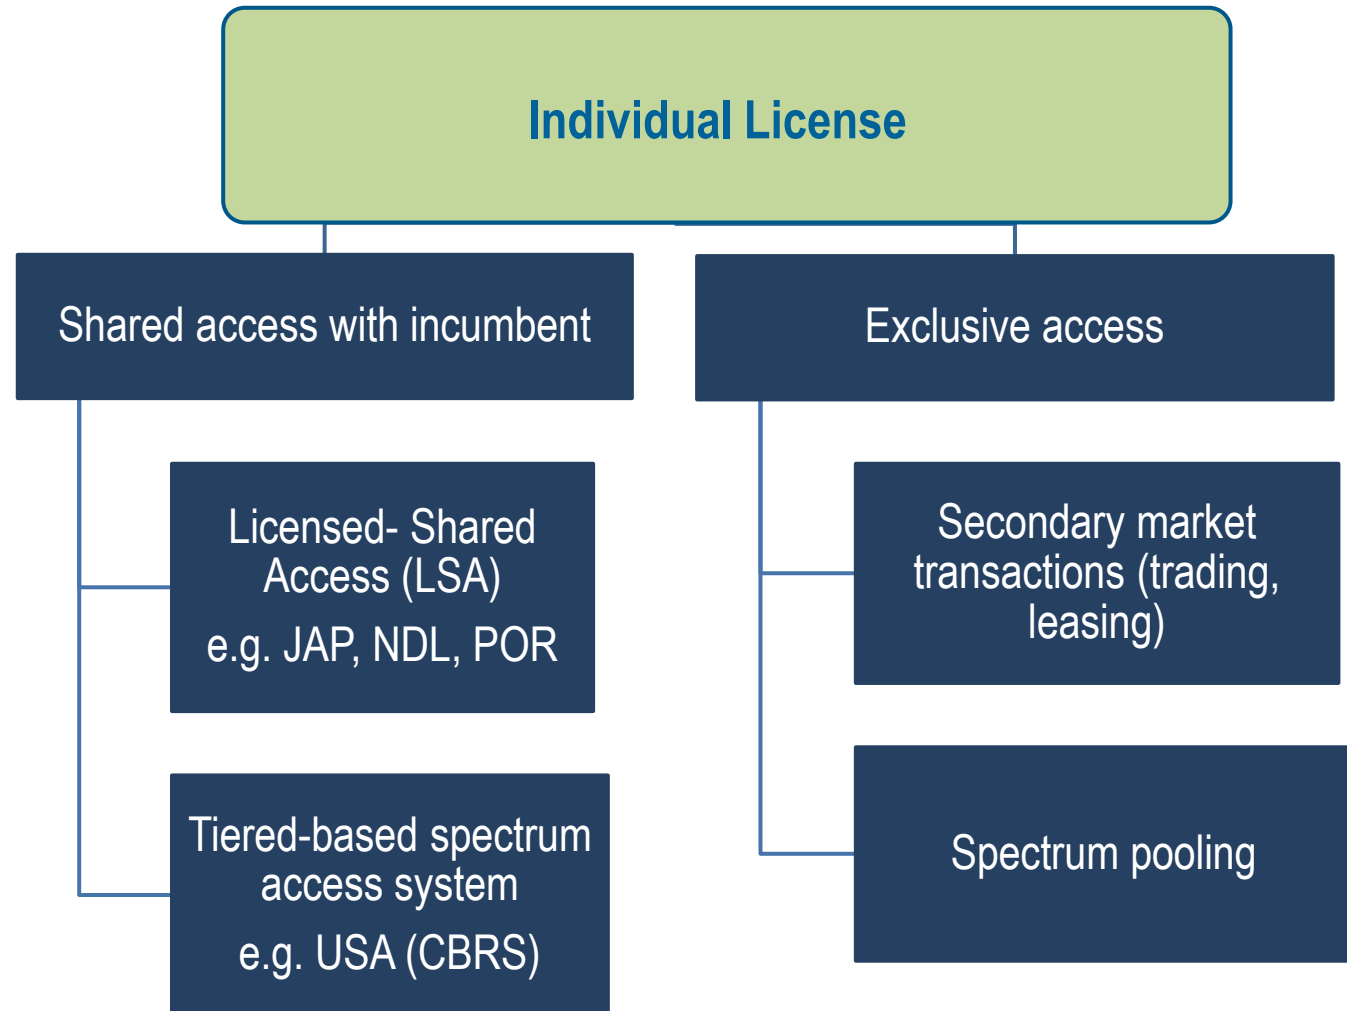 Individual License
Shared access with incumbent
Exclusive access
Licensed- Shared
Access (LSA)
e.g. JAP, NDL, POR
Secondary market
transactions (trading,
leasing)
Tiered-based spectrum
access system
e.g. USA (CBRS)
Spectrum pooling